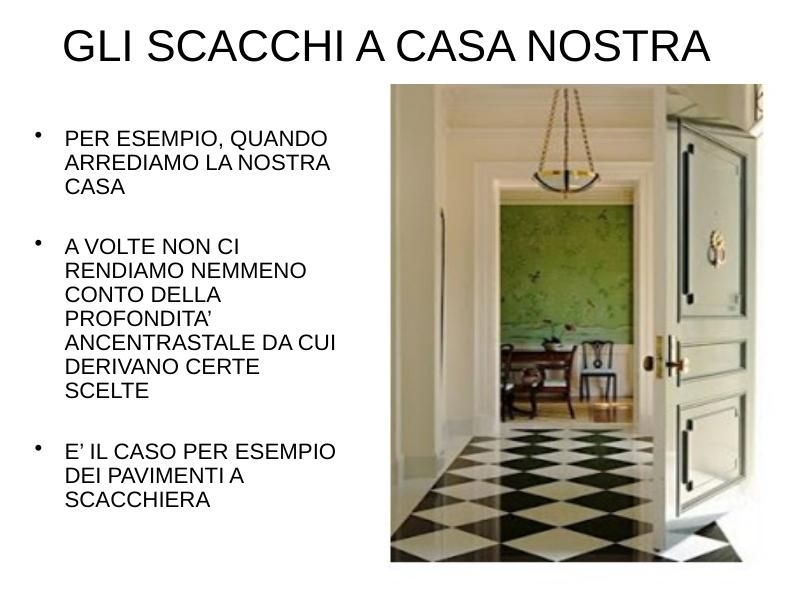 GLI SCACCHI A CASA NOSTRA
• PER ESEMPIO, QUANDO
ARREDIAMO LA NOSTRA
CASA
• A VOLTE NON CI
RENDIAMO NEMMENO
CONTO DELLA
PROFONDITA’
ANCENTRASTALE DA CUI
DERIVANO CERTE
SCELTE
• E’ IL CASO PER ESEMPIO
DEI PAVIMENTI A
SCACCHIERA